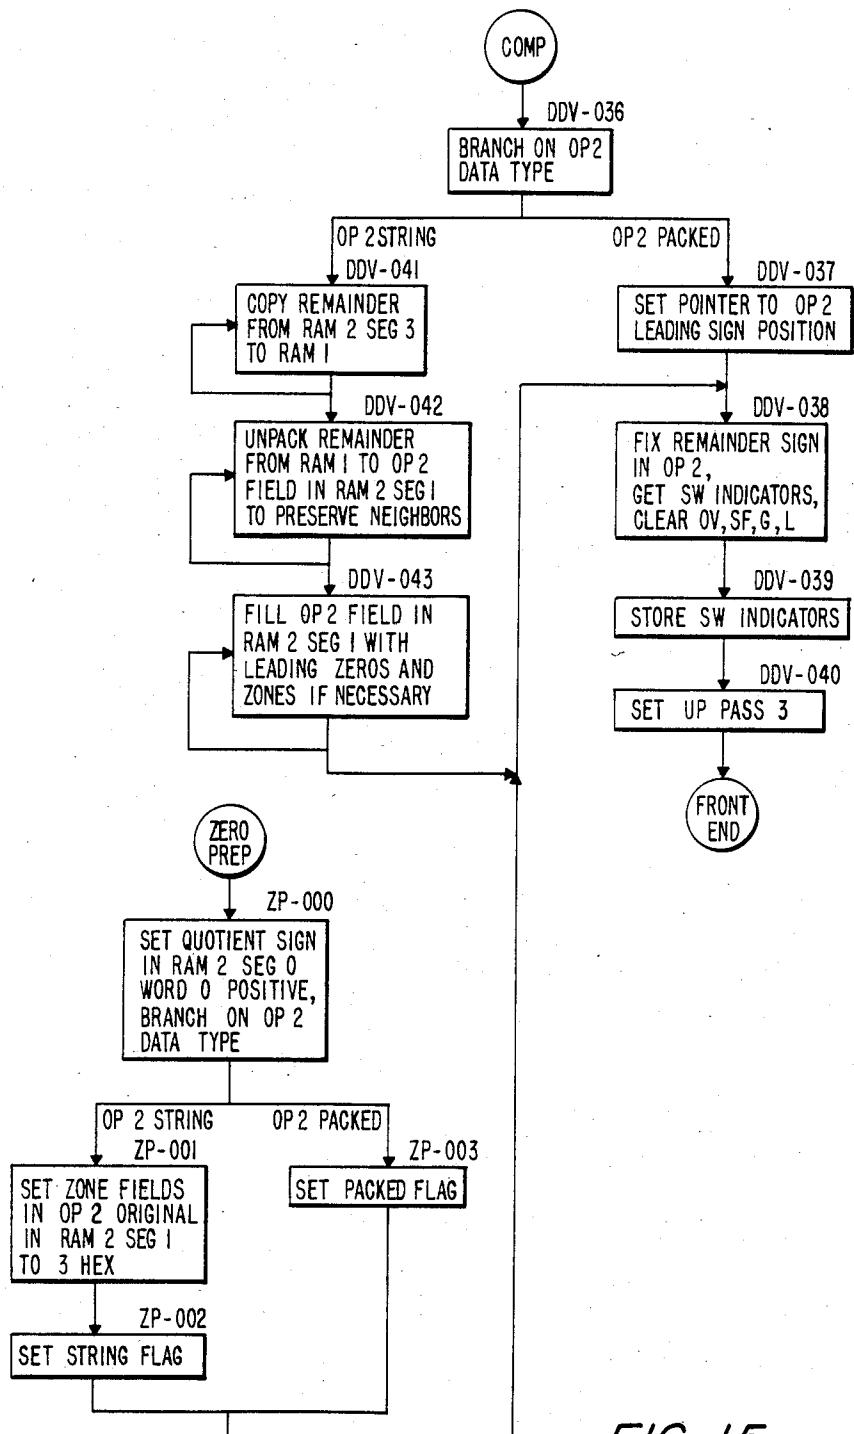 COMP
DDV-036
BRANCH ON OP2
DATA TYPE
OP 2 STRING
OP2 PACKED
DDV-041
COPY REMAINDER
FROM RAM 2 SEG 3
TO RAM 1
DDV-037
SET POINTER TO OP 2
LEADING SIGN POSITION
DDV-042
UNPACK REMAINDER
FROM RAM 1 TO OP 2
FIELD IN RAM 2 SEG 1
TO PRESERVE NEIGHBORS
DDV-038
FIX REMAINDER SIGN
IN OP 2,
GET SW INDICATORS,
CLEAR OV, SF, G, L
DDV-043
FILL OP 2 FIELD IN
RAM 2 SEG 1 WITH
LEADING ZEROS AND
ZONES IF NECESSARY
DDV-039
STORE SW INDICATORS
DDV-040
SET UP PASS 3
FRONT
END
ZERO
PREP
ZP-000
SET QUOTIENT SIGN
IN RAM 2 SEG 0
WORD 0 POSITIVE,
BRANCH ON OP 2
DATA TYPE
OP 2 STRING
OP 2 PACKED
ZP-001
SET ZONE FIELDS
IN OP 2 ORIGINAL
IN RAM 2 SEG 1
TO 3 HEX
ZP-003
SET PACKED FLAG
ZP-002
SET STRING FLAG